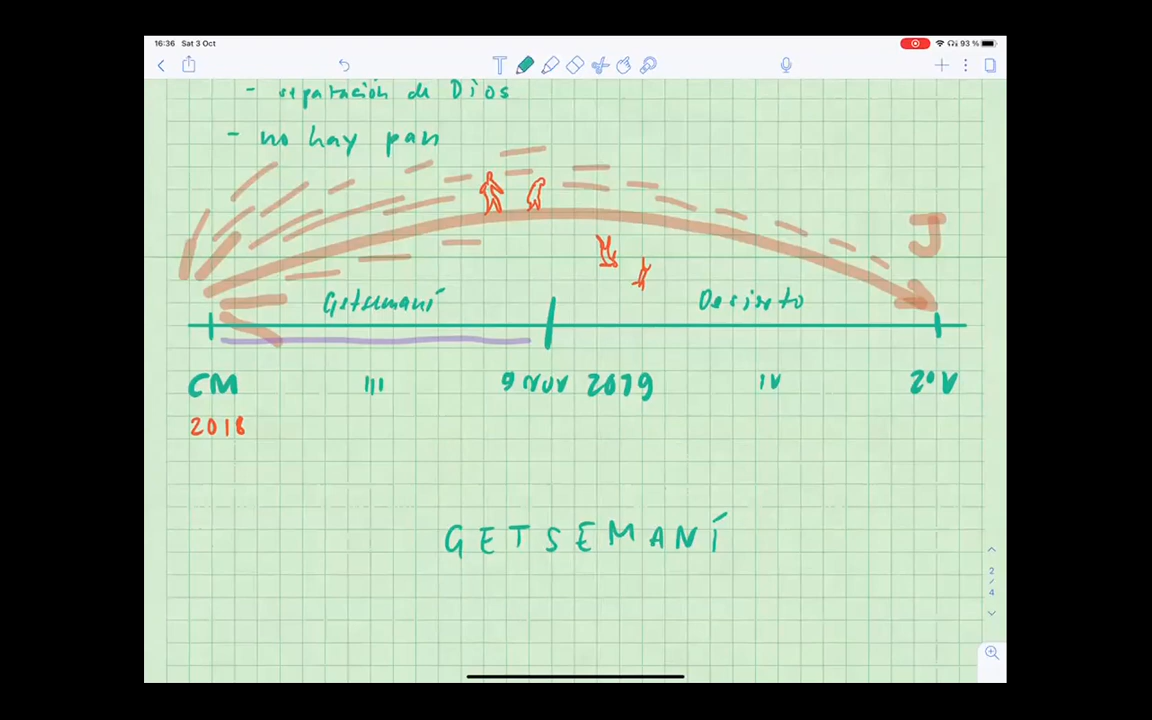 16:36 Sat 3 Oct 93 %
T
- separación de Dios
- no hay pan
J
Getsemaní Desierto
CM III 9 NOV 2019 IV 20V
2018
GETSEMANÍ
2
/
4